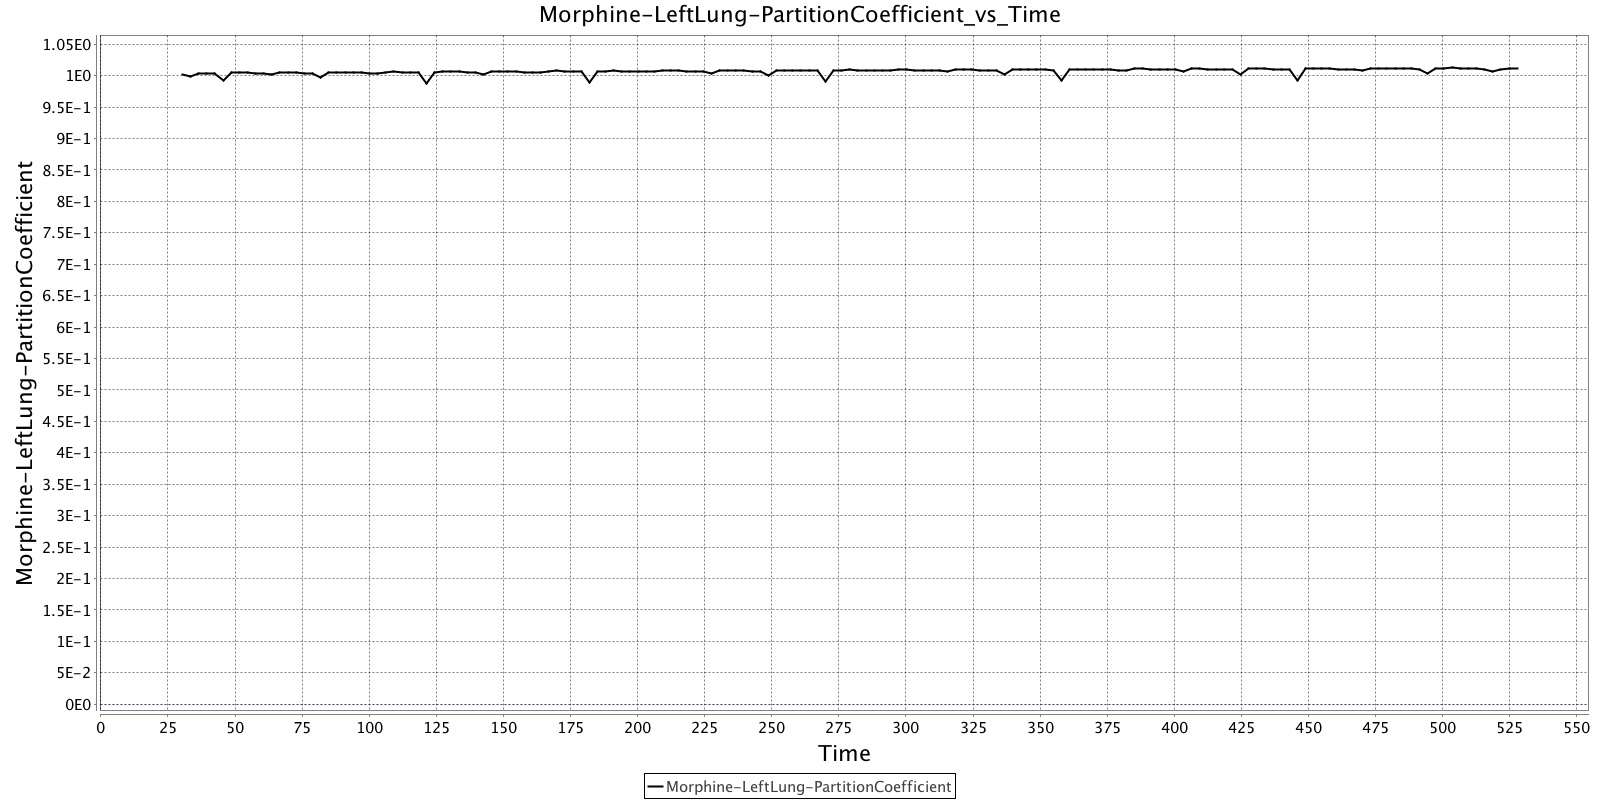 Morphine-LeftLung-PartitionCoefficient_vs_Time
Morphine-LeftLung-PartitionCoefficient
1.05E0
1E0
9.5E-1
9E-1
8.5E-1
8E-1
7.5E-1
7E-1
6.5E-1
6E-1
5.5E-1
5E-1
4.5E-1
4E-1
3.5E-1
3E-1
2.5E-1
2E-1
1.5E-1
1E-1
5E-2
0E0
0 25 50 75 100 125 150 175 200 225 250 275 300 325 350 375 400 425 450 475 500 525 550
Time
Morphine-LeftLung-PartitionCoefficient